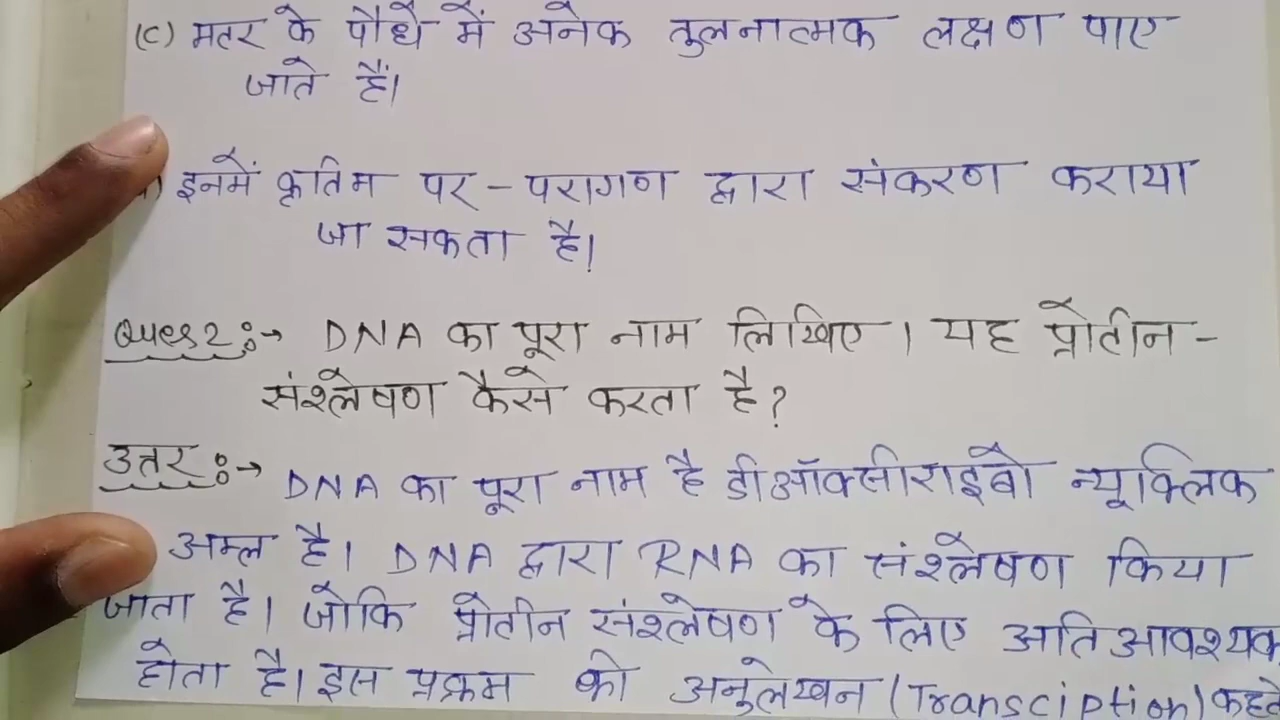 (c) मटर के पौधे में अनेक तुलनात्मक लक्षण पाए
जाते हैं।
) इनमें कृतिम पर-परागण द्वारा संकरण कराया
जा सकता है।
Ques2:→ DNA का पूरा नाम लिखिए। यह प्रोटीन-
संश्लेषण कैसे करता है?
उत्तर:→ DNA का पूरा नाम है डीऑक्सीराइबो न्यूक्लिक
अम्ल है। DNA द्वारा RNA का संश्लेषण किया
जाता है। जोकि प्रोटीन संश्लेषण के लिए अति आवश्यक
होता है। इस प्रक्रम को अनुलेखन (Transciption) कहते